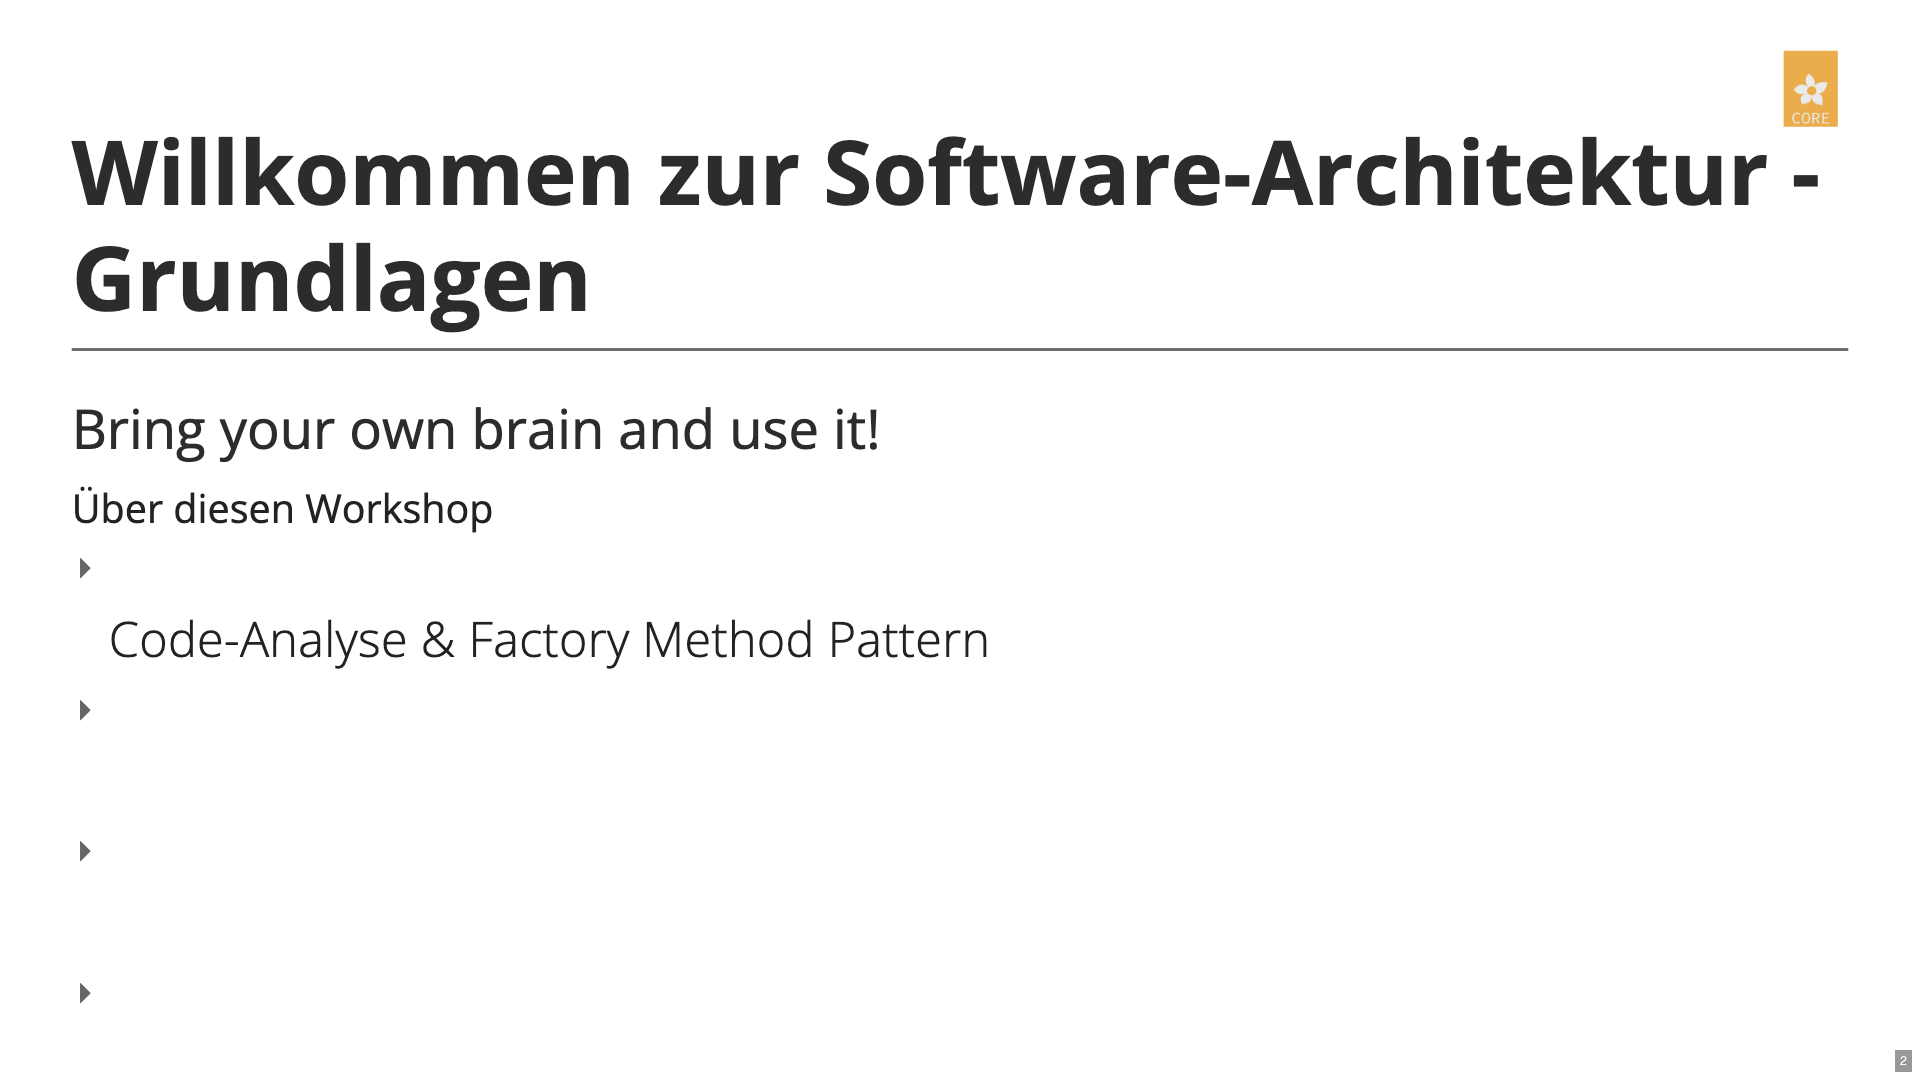 CORE
Willkommen zur Software-Architektur -
Grundlagen
Bring your own brain and use it!
Über diesen Workshop
Code-Analyse & Factory Method Pattern
2